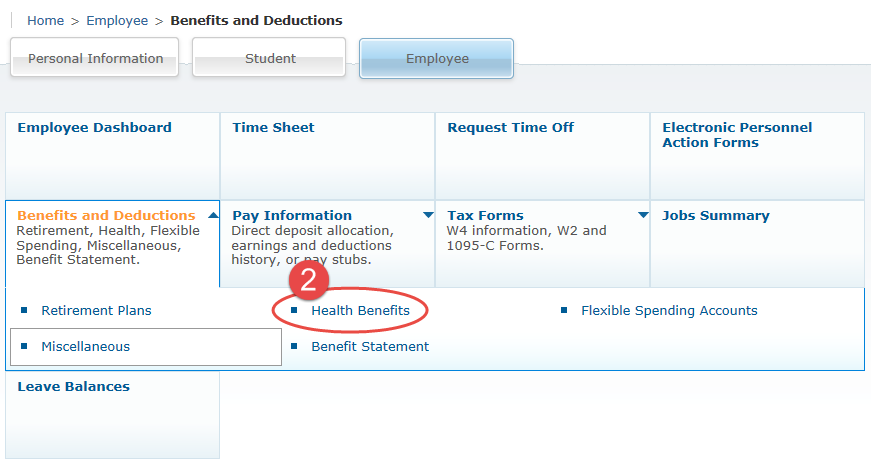 Home > Employee > Benefits and Deductions
Personal Information Student Employee
Employee Dashboard
Time Sheet
Request Time Off
Electronic Personnel
Action Forms
Benefits and Deductions
Retirement, Health, Flexible
Spending, Miscellaneous,
Benefit Statement.
Pay Information
Direct deposit allocation,
earnings and deductions
history, or pay stubs.
Tax Forms
W4 information, W2 and
1095-C Forms.
Jobs Summary
2
Retirement Plans
Health Benefits
Flexible Spending Accounts
Miscellaneous
Benefit Statement
Leave Balances